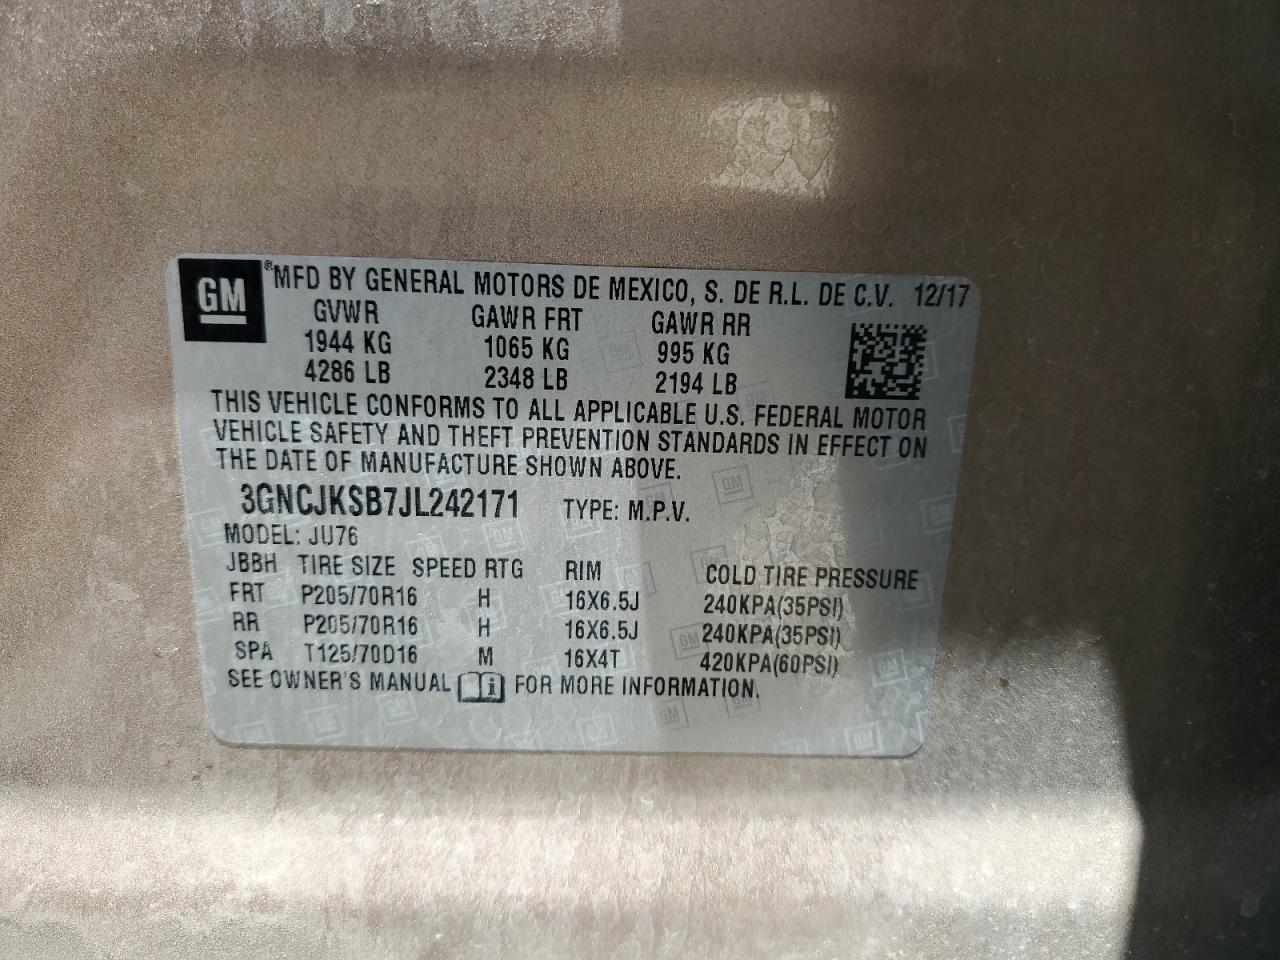 GM ® MFD BY GENERAL MOTORS DE MEXICO, S. DE R.L. DE C.V. 12/17
GVWR GAWR FRT GAWR RR
1944 KG 1065 KG 995 KG
4286 LB 2348 LB 2194 LB
THIS VEHICLE CONFORMS TO ALL APPLICABLE U.S. FEDERAL MOTOR
VEHICLE SAFETY AND THEFT PREVENTION STANDARDS IN EFFECT ON
THE DATE OF MANUFACTURE SHOWN ABOVE.
3GNCJKSB7JL242171 TYPE: M.P.V.
MODEL: JU76
JBBH TIRE SIZE SPEED RTG RIM COLD TIRE PRESSURE
FRT P205/70R16 H 16X6.5J 240KPA(35PSI)
RR P205/70R16 H 16X6.5J 240KPA(35PSI)
SPA T125/70D16 M 16X4T 420KPA(60PSI)
SEE OWNER'S MANUAL i FOR MORE INFORMATION.